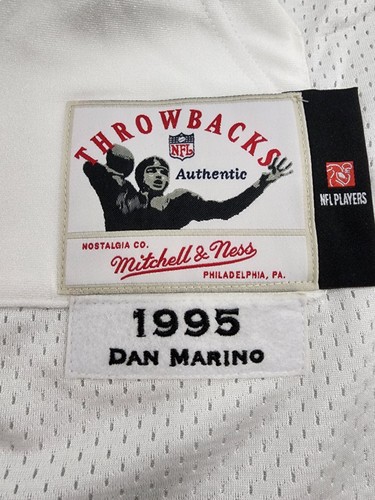 THROWBACKS
NFL
Authentic
NFL PLAYERS
NOSTALGIA CO.
Mitchell & Ness
PHILADELPHIA, PA.
1995
DAN MARINO